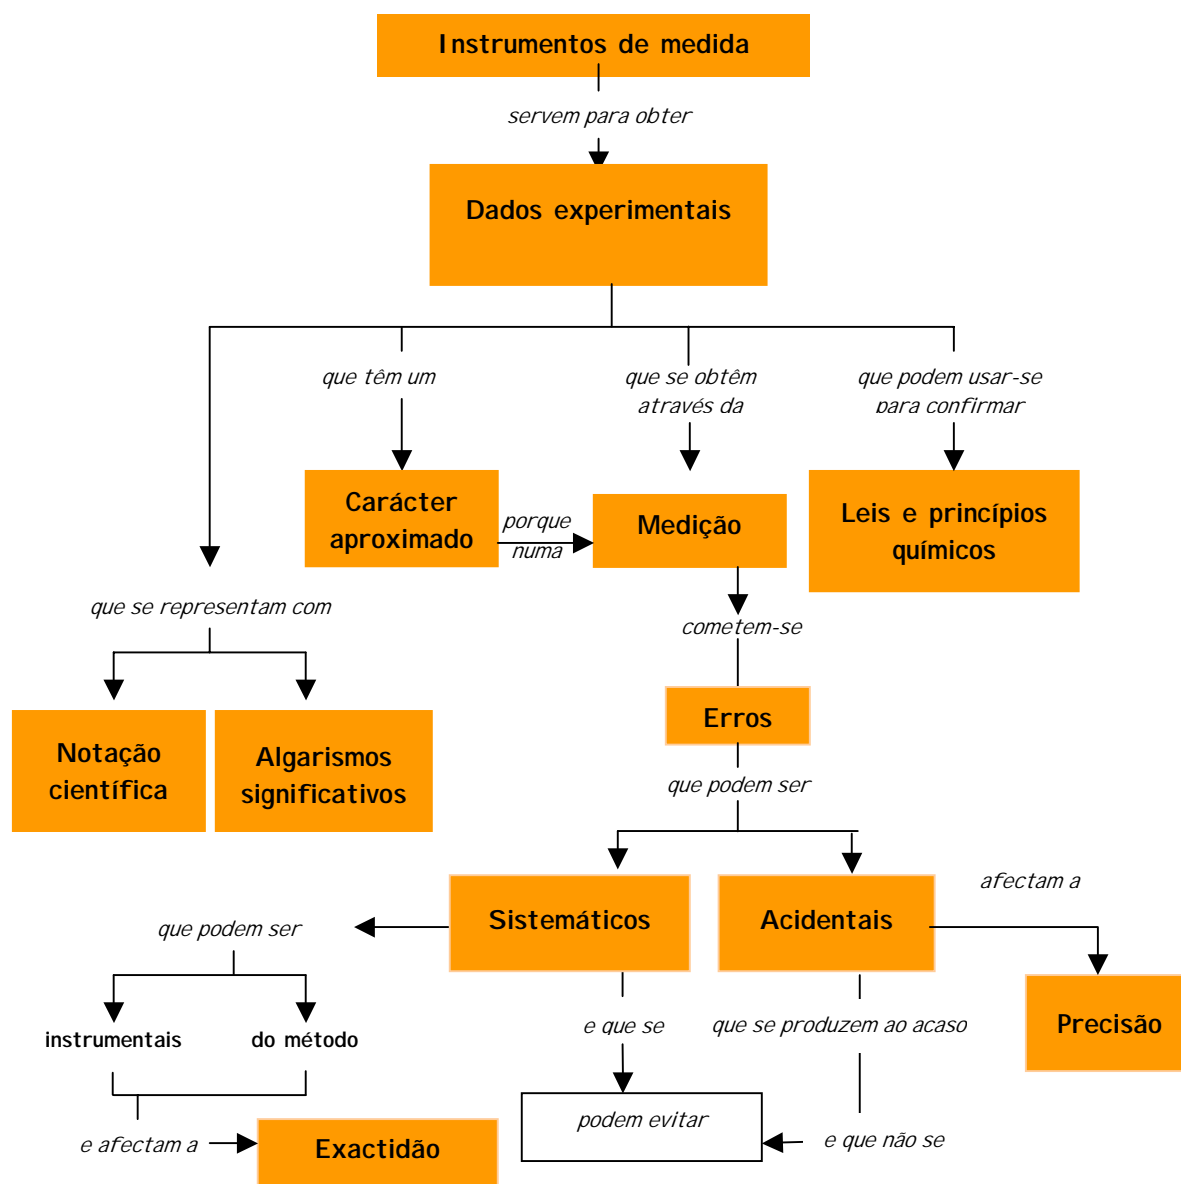 Instrumentos de medida
servem para obter
Dados experimentais
que têm um
que se obtêm
através da
que podem usar-se
para confirmar
Carácter
aproximado
porque
numa
Medição
Leis e princípios
químicos
que se representam com
cometem-se
Notação
científica
Algarismos
significativos
Erros
que podem ser
Sistemáticos
Acidentais
afectam a
que podem ser
instrumentais
do método
e que se
que se produzem ao acaso
Precisão
podem evitar
e afectam a
Exactidão
e que não se